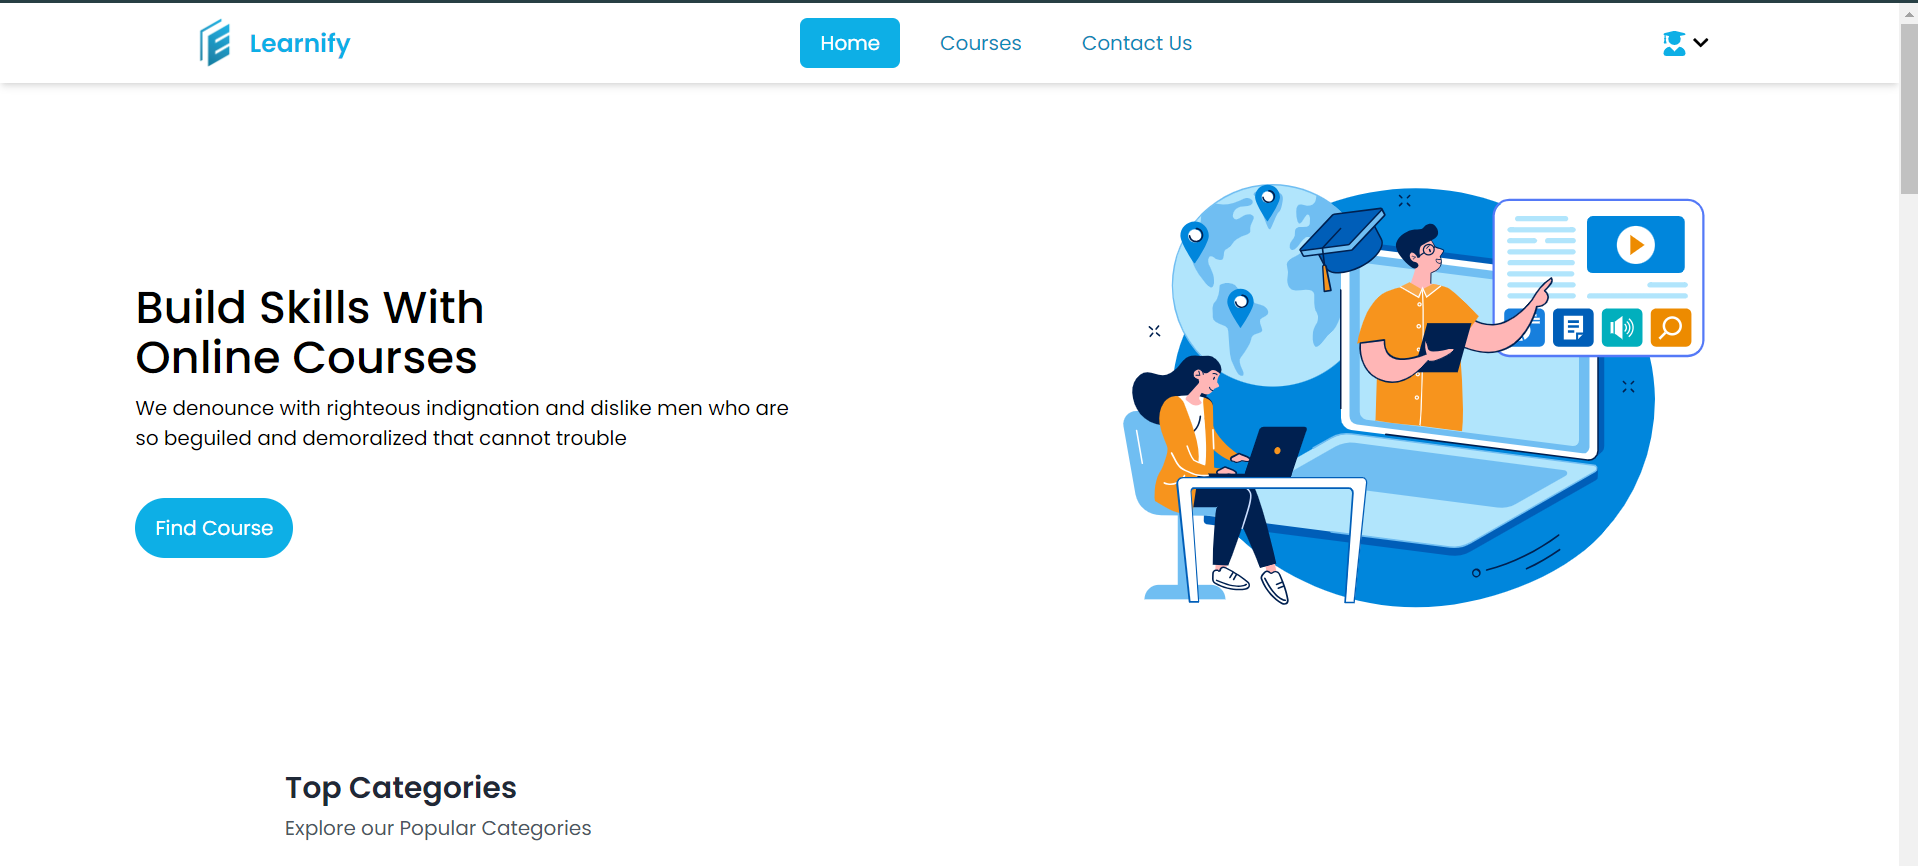 Learnify
Home
Courses
Contact Us
Build Skills With
Online Courses
We denounce with righteous indignation and dislike men who are
so beguiled and demoralized that cannot trouble
Find Course
Top Categories
Explore our Popular Categories